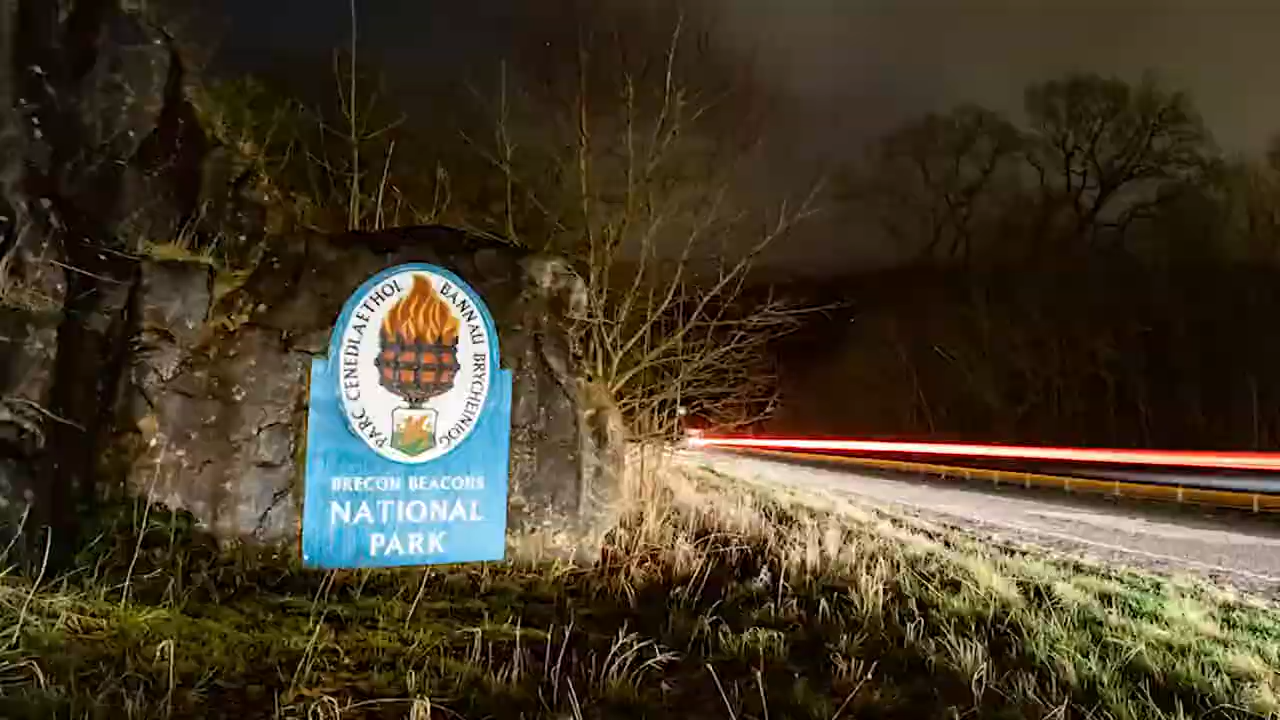 PARC CENEDLAETHOL BANNAU BRYCHEINIOG
BRECON BEACONS
NATIONAL
PARK